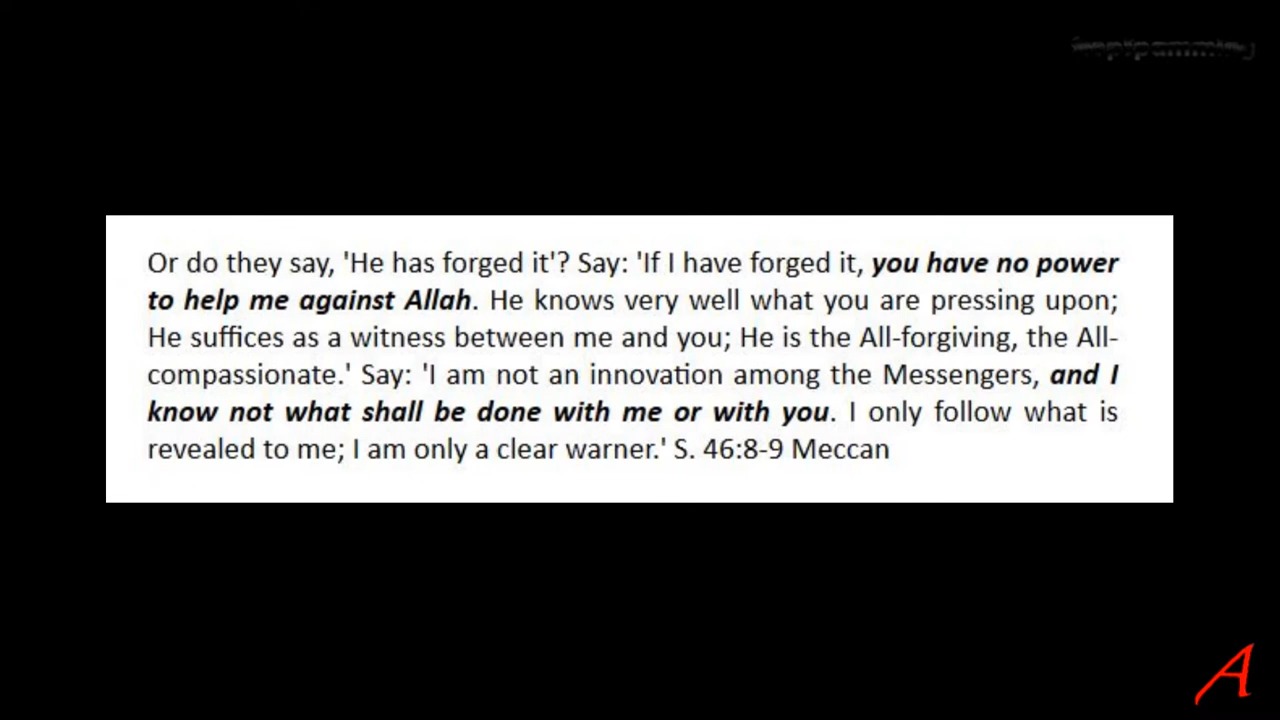 Or do they say, 'He has forged it'? Say: 'If I have forged it, you have no power
to help me against Allah. He knows very well what you are pressing upon;
He suffices as a witness between me and you; He is the All-forgiving, the All-
compassionate.' Say: 'I am not an innovation among the Messengers, and I
know not what shall be done with me or with you. I only follow what is
revealed to me; I am only a clear warner.' S. 46:8-9 Meccan
A